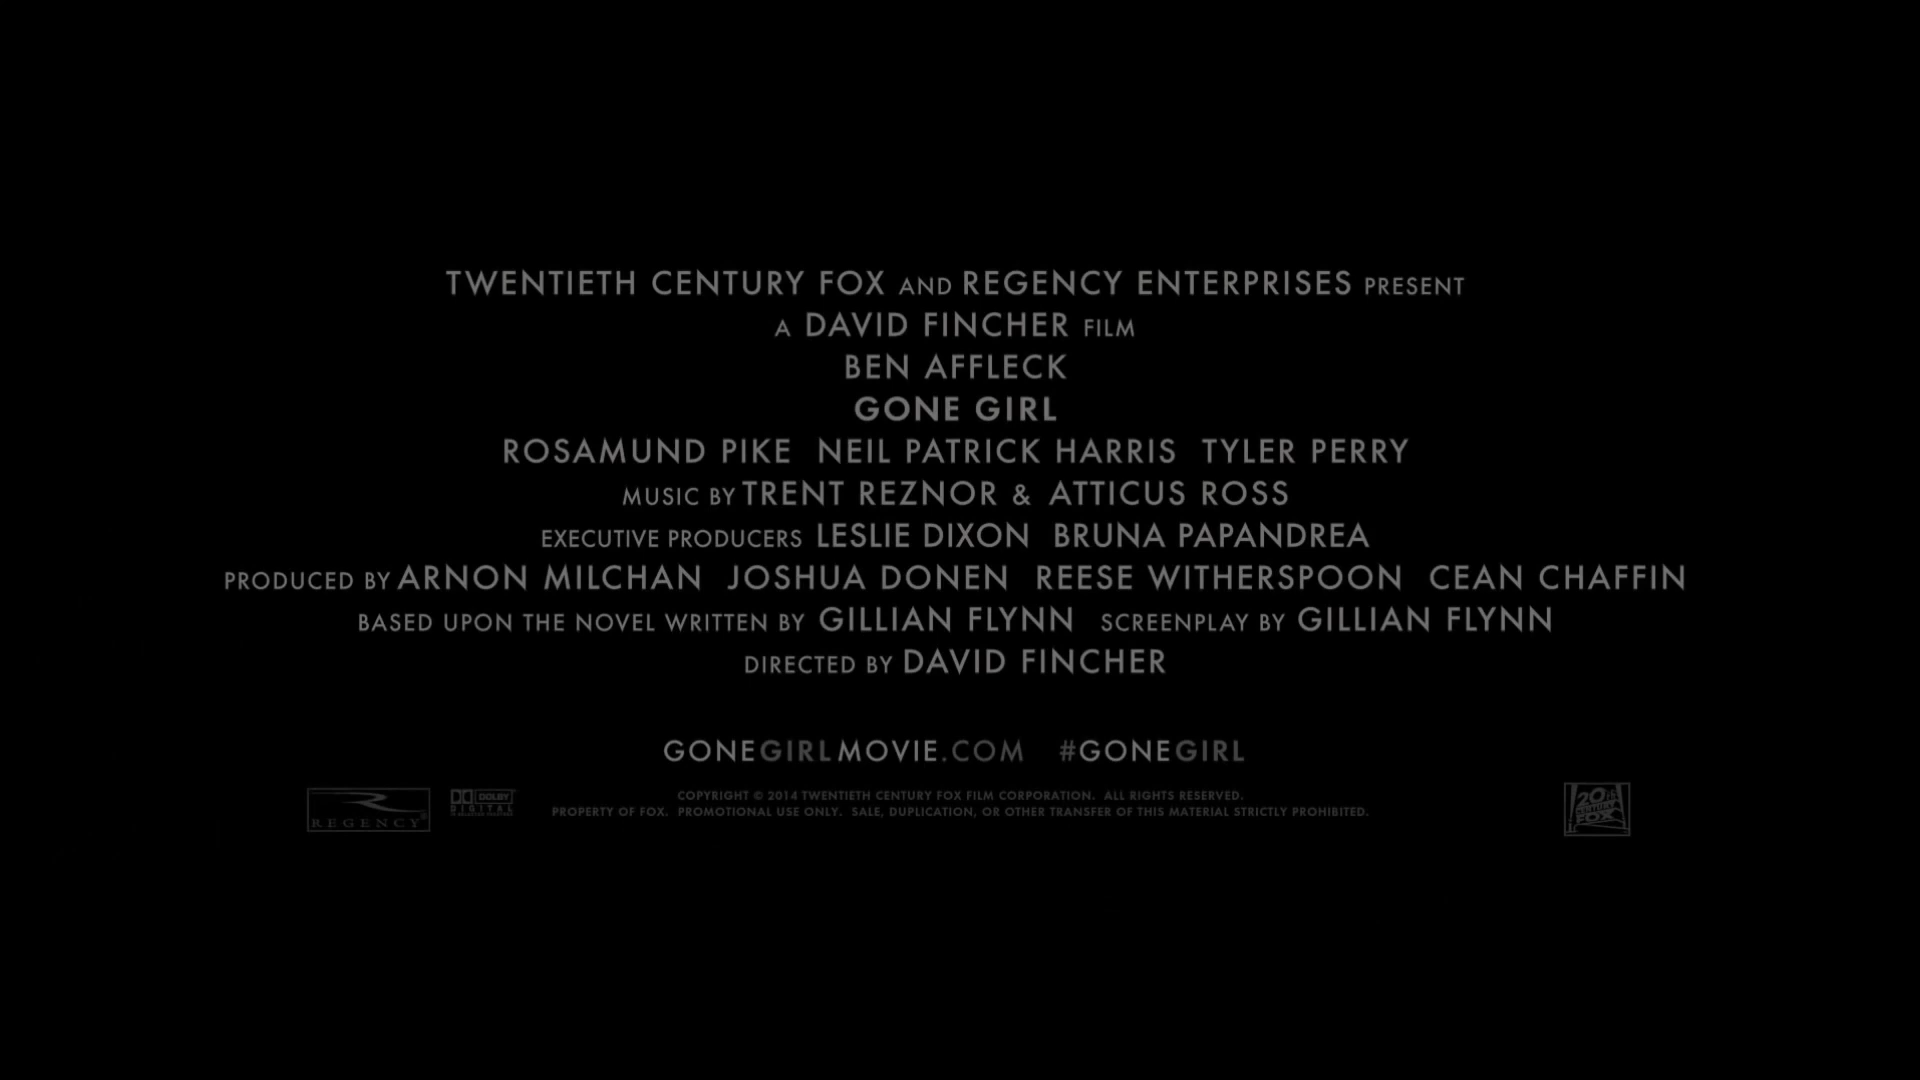 TWENTIETH CENTURY FOX AND REGENCY ENTERPRISES PRESENT
A DAVID FINCHER FILM
BEN AFFLECK
GONE GIRL
ROSAMUND PIKE NEIL PATRICK HARRIS TYLER PERRY
MUSIC BY TRENT REZNOR & ATTICUS ROSS
EXECUTIVE PRODUCERS LESLIE DIXON BRUNA PAPANDREA
PRODUCED BY ARNON MILCHAN JOSHUA DONEN REESE WITHERSPOON CEAN CHAFFIN
BASED UPON THE NOVEL WRITTEN BY GILLIAN FLYNN SCREENPLAY BY GILLIAN FLYNN
DIRECTED BY DAVID FINCHER
GONEGIRLMOVIE.COM #GONEGIRL
REGENCY®
DOLBY
DIGITAL
COPYRIGHT © 2014 TWENTIETH CENTURY FOX FILM CORPORATION. ALL RIGHTS RESERVED.
PROPERTY OF FOX. PROMOTIONAL USE ONLY. SALE, DUPLICATION, OR OTHER TRANSFER OF THIS MATERIAL STRICTLY PROHIBITED.
20th
CENTURY
FOX